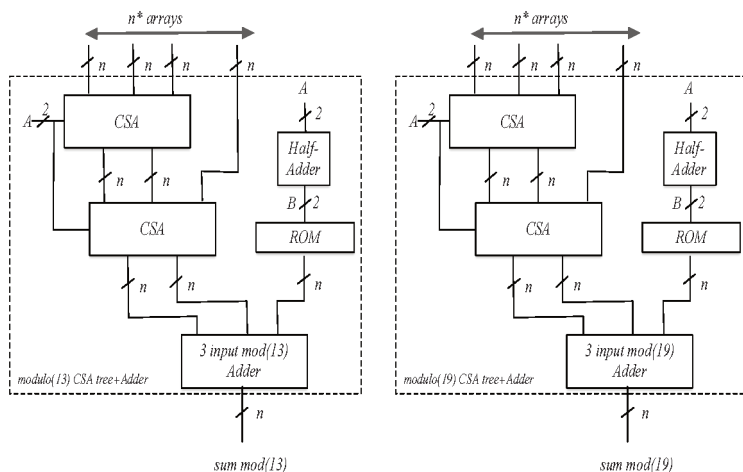 n* arrays
n
n
n
n
A
2
CSA
A
2
Half-
Adder
n
n
B
2
CSA
ROM
n
n
n
3 input mod(13)
Adder
modulo(13) CSA tree+Adder
n
sum mod(13)
n* arrays
n
n
n
n
A
2
CSA
A
2
Half-
Adder
n
n
B
2
CSA
ROM
n
n
n
3 input mod(19)
Adder
modulo(19) CSA tree+Adder
n
sum mod(19)